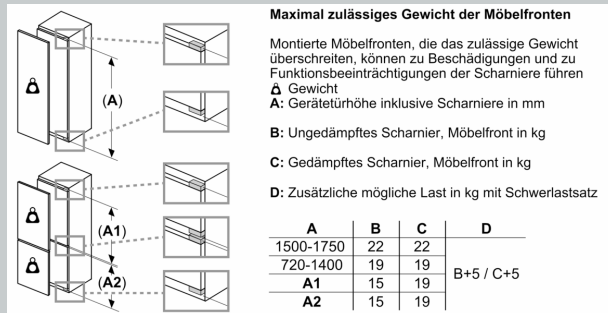 Maximal zulässiges Gewicht der Möbelfronten
Montierte Möbelfronten, die das zulässige Gewicht
überschreiten, können zu Beschädigungen und zu
Funktionsbeeinträchtigungen der Scharniere führen
Gewicht
A: Gerätetürhöhe inklusive Scharniere in mm
B: Ungedämpftes Scharnier, Möbelfront in kg
C: Gedämpftes Scharnier, Möbelfront in kg
D: Zusätzliche mögliche Last in kg mit Schwerlastsatz
(A)
(A1)
(A2)
A B C D
1500-1750 22 22
720-1400 19 19
B+5 / C+5
A1 15 19
A2 15 19